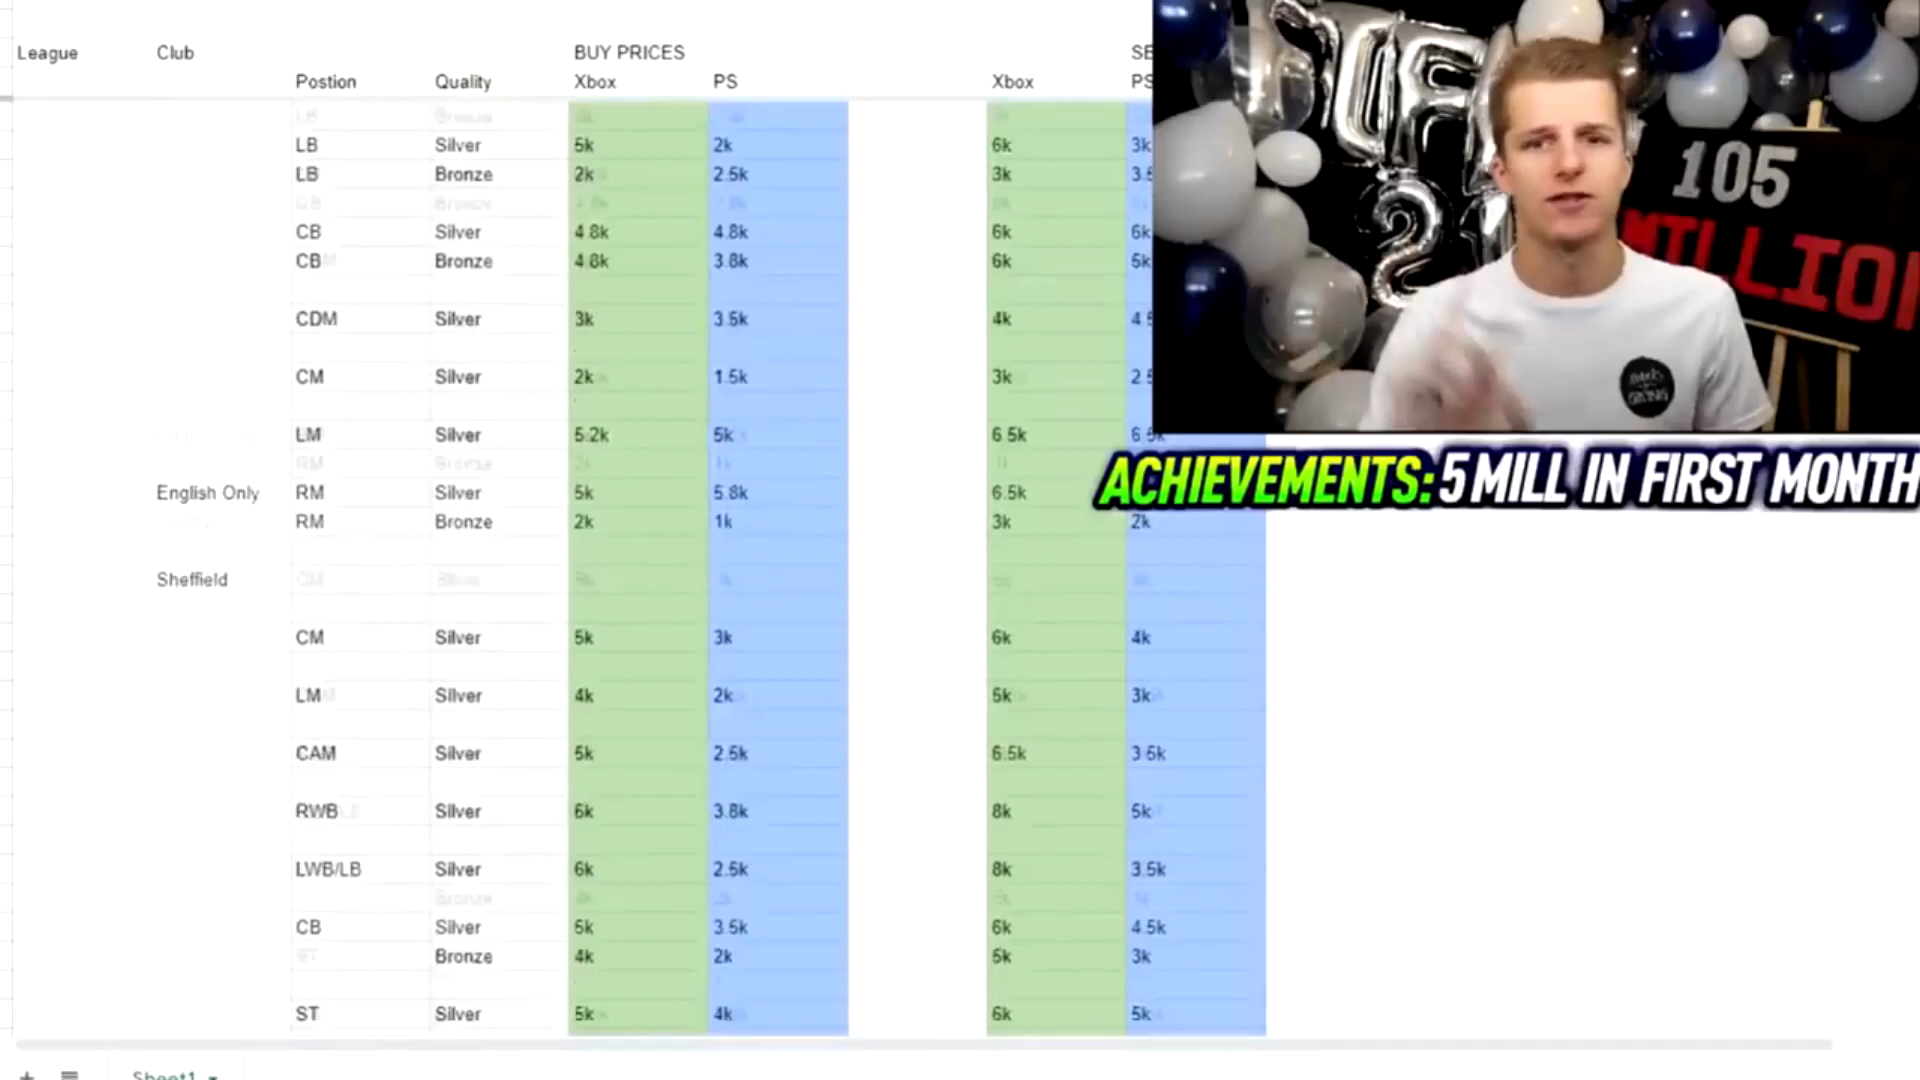 League Club BUY PRICES
Postion Quality Xbox PS Xbox
LB Silver 5k 2k 6k 3k
LB Bronze 2k 2.5k 3k
CB Silver 4.8k 4.8k 6k 6k
CB Bronze 4.8k 3.8k 6k 5k
CDM Silver 3k 3.5k 4k
CM Silver 2k 1.5k 3k
LM Silver 5.2k 5k 6.5k
English Only RM Silver 5k 5.8k 6.5k
RM Bronze 2k 1k 3k 2k
Sheffield
CM Silver 5k 3k 6k 4k
LM Silver 4k 2k 5k 3k
CAM Silver 5k 2.5k 6.5k 3.5k
RWB Silver 6k 3.8k 8k 5k
LWB/LB Silver 6k 2.5k 8k 3.5k
CB Silver 5k 3.5k 6k 4.5k
Bronze 4k 2k 5k 3k
ST Silver 5k 4k 6k 5k
Sheet1
21
105
MILLION
ACHIEVEMENTS: 5 MILL IN FIRST MONTH